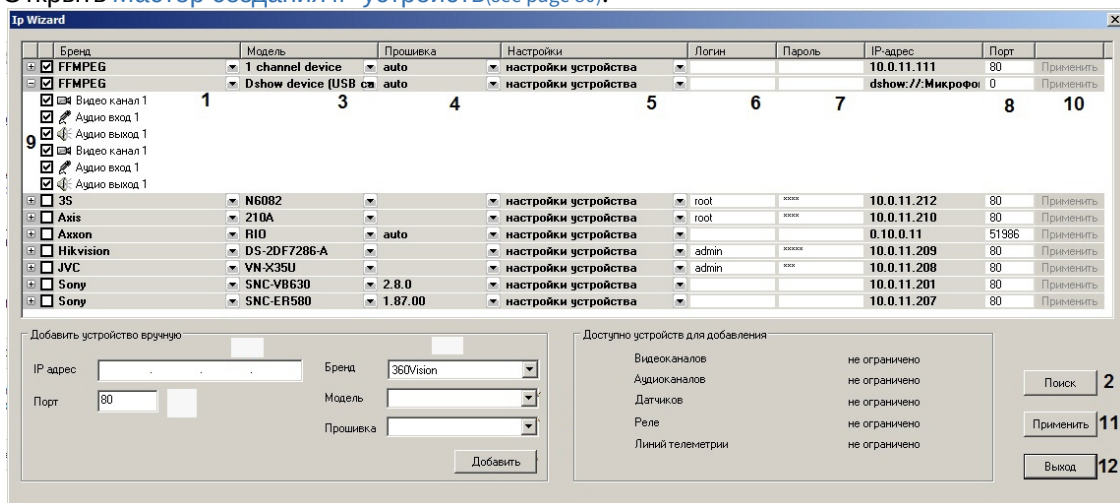 Открыть Мастер создания IP-устройств(see page 80).
Ip Wizard
Бренд Модель Прошивка Настройки Логин Пароль IP-адрес Порт
FFMPEG 1 channel device auto настройки устройства 10.0.11.111 80 Применить
FFMPEG Dshow device (USB ca auto настройки устройства dshow://:Микрофо 0 Применить
Видео канал 1 1 3 4 5 6 7 8 10
Аудио вход 1
9 Аудио выход 1
Видео канал 1
Аудио вход 1
Аудио выход 1
3S N6082 настройки устройства root xxxx 10.0.11.212 80 Применить
Axis 210A настройки устройства root xxxx 10.0.11.210 80 Применить
Axxon RIO auto настройки устройства 0.10.0.11 51986 Применить
Hikvision DS-2DF7286-A настройки устройства admin xxxxx 10.0.11.209 80 Применить
JVC VN-X35U настройки устройства admin xxx 10.0.11.208 80 Применить
Sony SNC-VB630 2.8.0 настройки устройства 10.0.11.201 80 Применить
Sony SNC-ER580 1.87.00 настройки устройства 10.0.11.207 80 Применить
Добавить устройство вручную
IP адрес . . .
Порт 80
Бренд 360Vision
Модель
Прошивка
Добавить
Доступно устройств для добавления
Видеоканалов не ограничено
Аудиоканалов не ограничено
Датчиков не ограничено
Реле не ограничено
Линий телеметрии не ограничено
Поиск 2
Применить 11
Выход 12